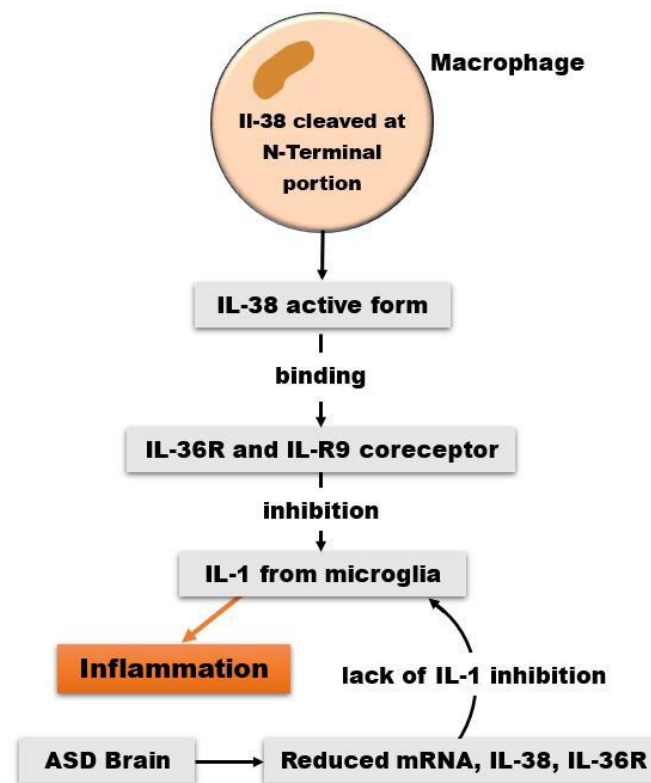 Macrophage
Il-38 cleaved at
N-Terminal
portion
IL-38 active form
binding
IL-36R and IL-R9 coreceptor
inhibition
IL-1 from microglia
Inflammation
lack of IL-1 inhibition
ASD Brain
Reduced mRNA, IL-38, IL-36R